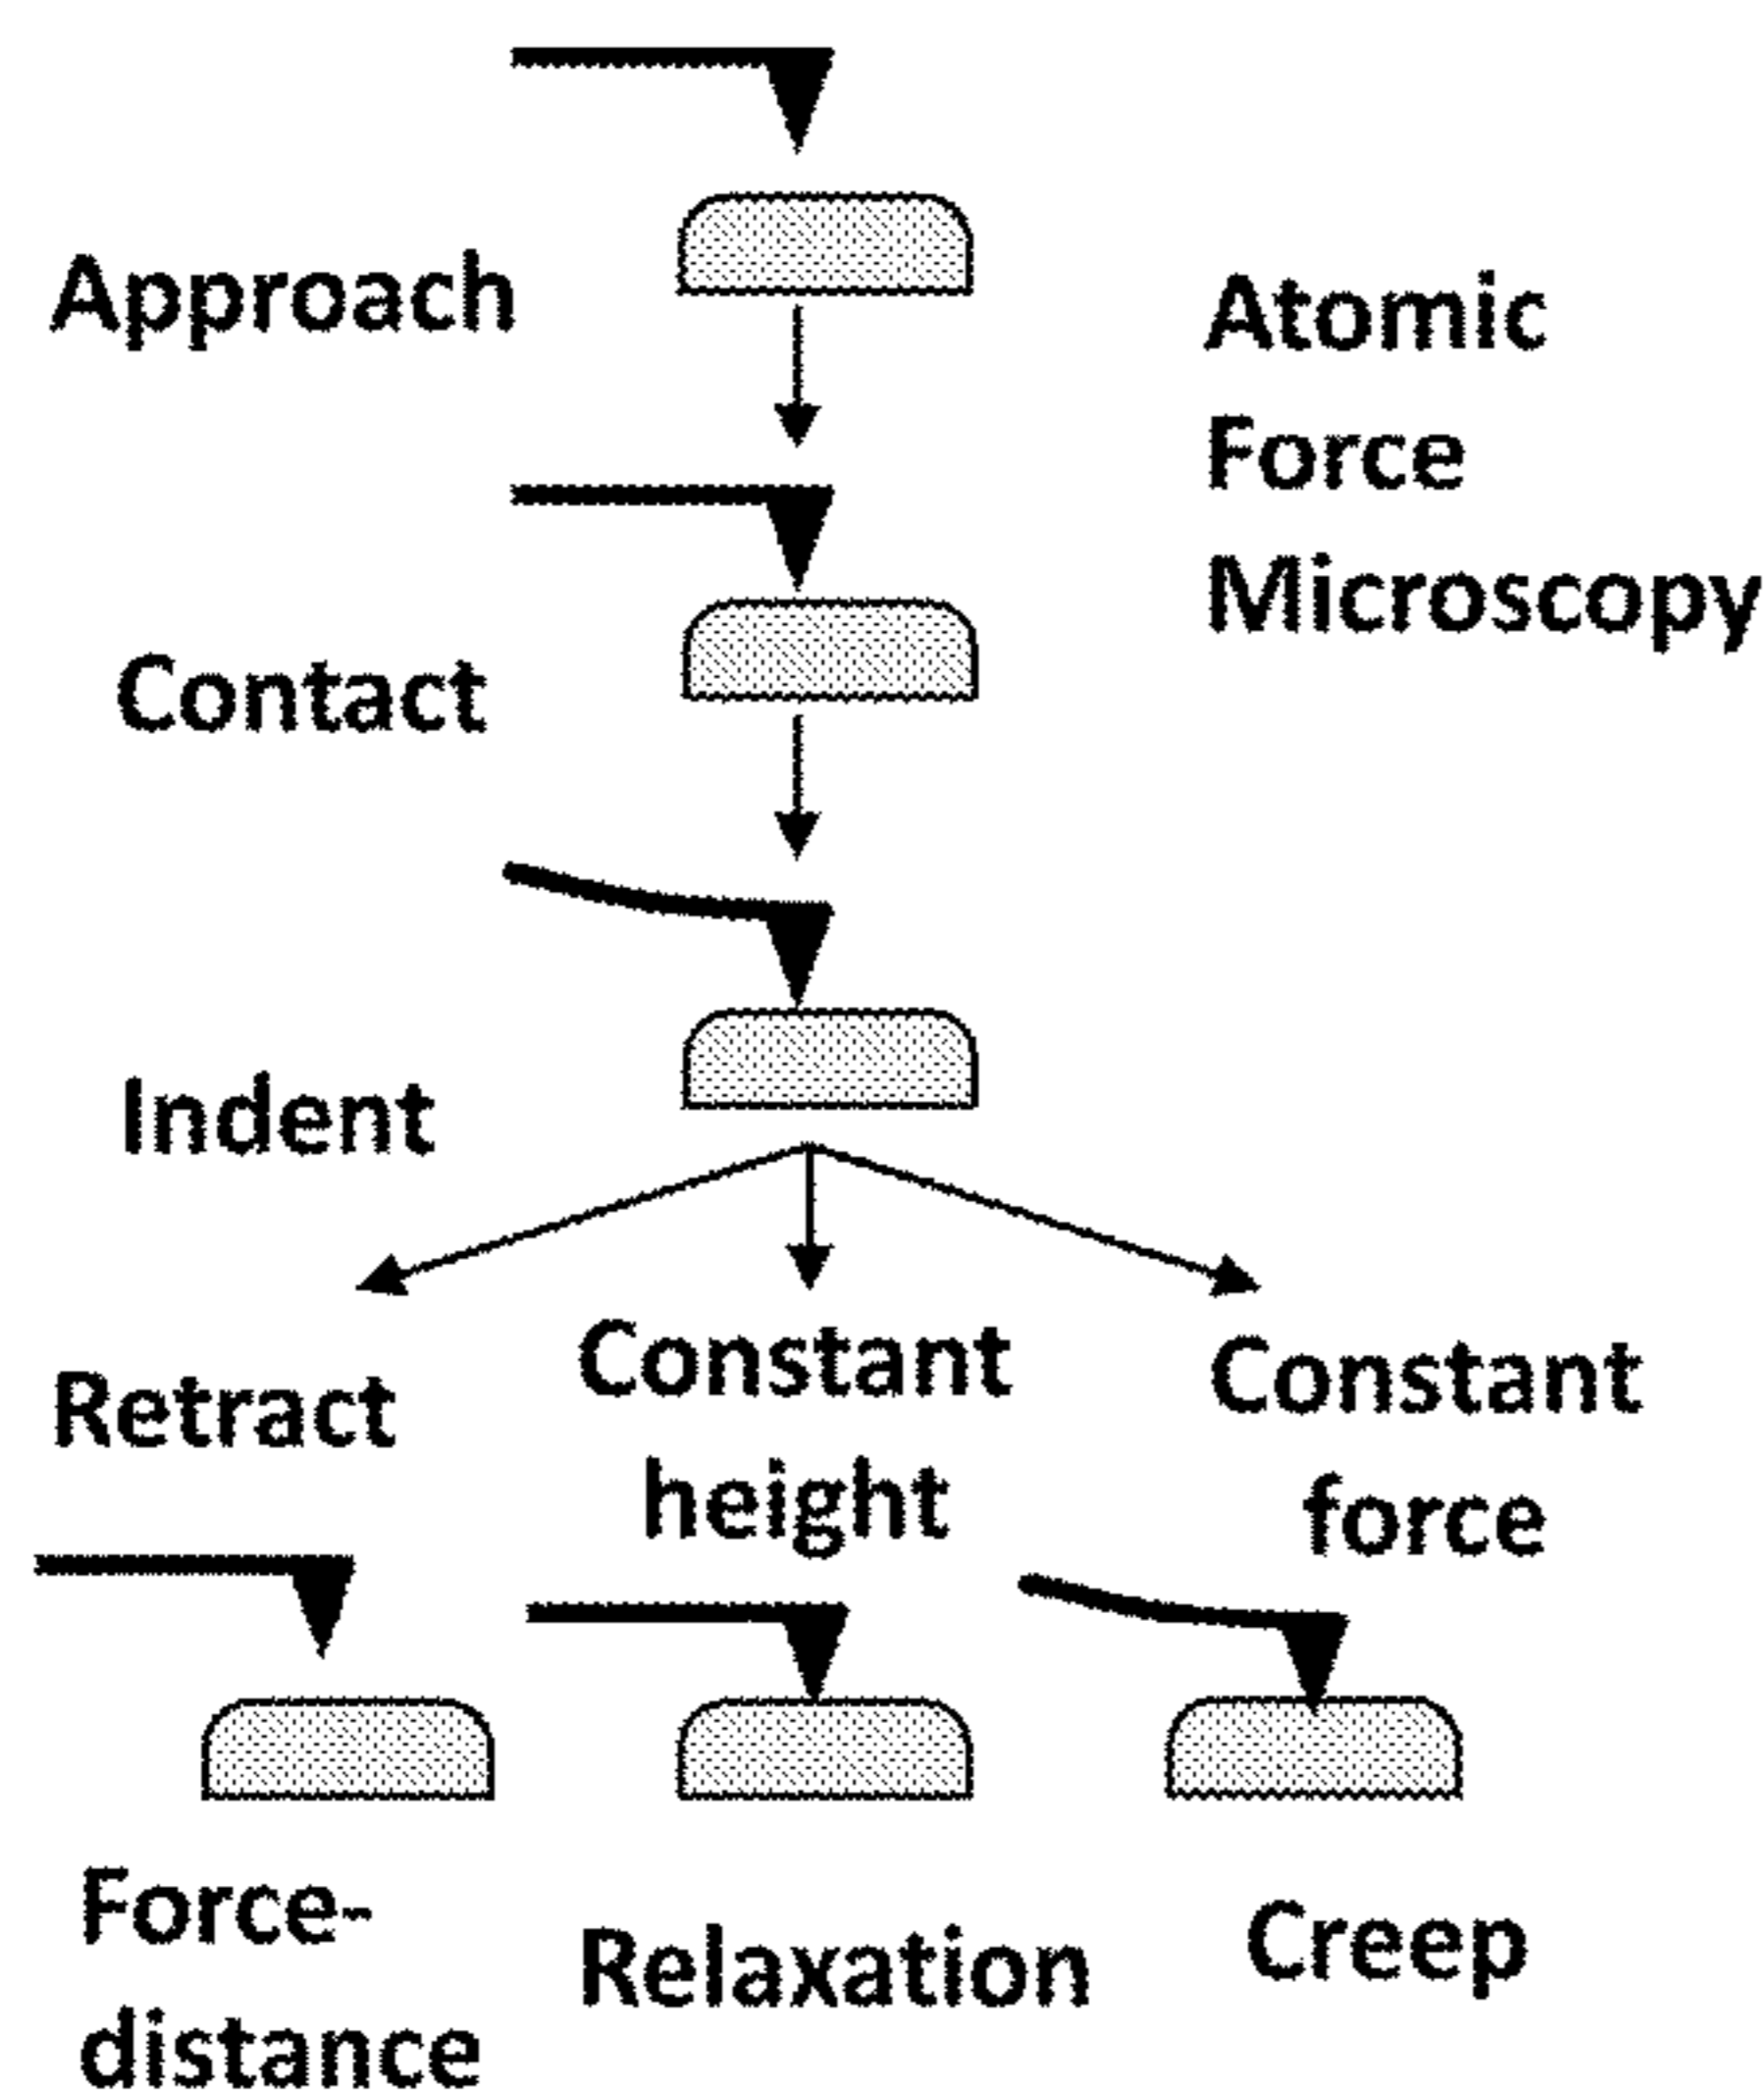 Approach
Atomic
Force
Microscopy
Contact
Indent
Retract
Constant
height
Constant
force
Force-
distance
Relaxation
Creep